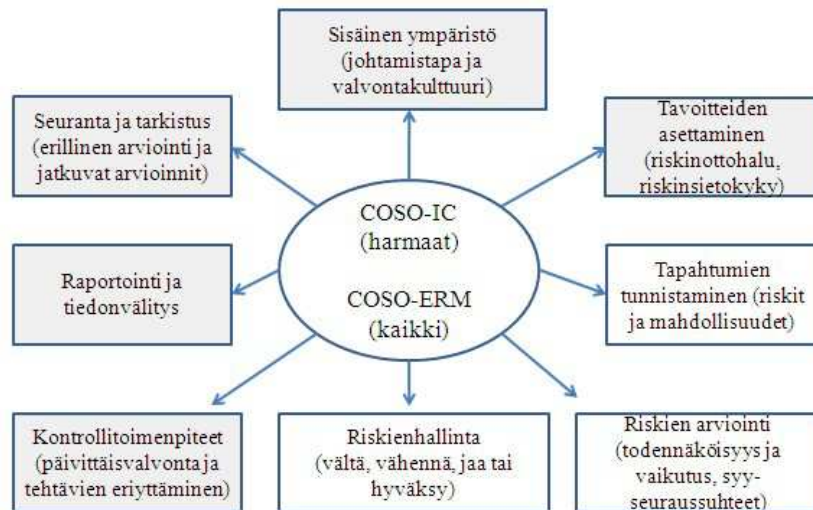 Sisäinen ympäristö
(johtamistapa ja
valvontakulttuuri)
Seuranta ja tarkistus
(erillinen arviointi ja
jatkuvat arvioinnit)
Tavoitteiden
asettaminen
(riskinottohalu,
riskinsietokyky)
COSO-IC
(harmaat)
COSO-ERM
(kaikki)
Raportointi ja
tiedonvälitys
Tapahtumien
tunnistaminen (riskit
ja mahdollisuudet)
Kontrollitoimenpiteet
(päivittäisvalvonta ja
tehtävien eriyttäminen)
Riskienhallinta
(vältä, vähennä, jaa tai
hyväksy)
Riskien arviointi
(todennäköisyys ja
vaikutus, syy-
seuraussuhteet)